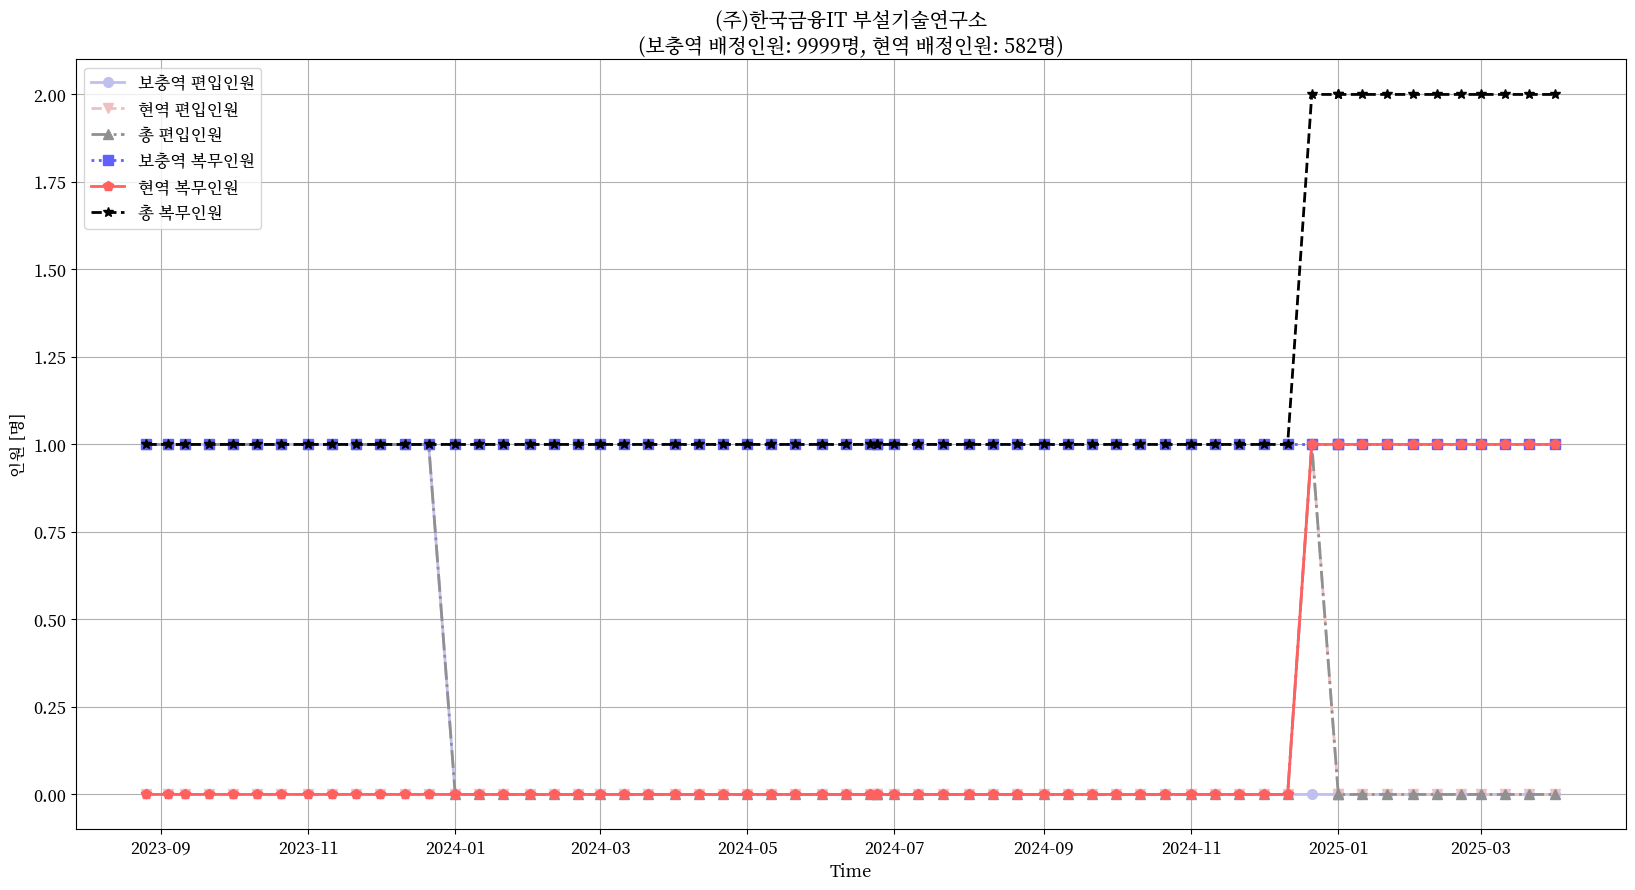 (주)한국금융IT 부설기술연구소
(보충역 배정인원: 9999명, 현역 배정인원: 582명)
보충역 편입인원
현역 편입인원
총 편입인원
보충역 복무인원
현역 복무인원
총 복무인원
2.00
1.75
1.50
1.25
1.00
0.75
0.50
0.25
0.00
인원 [명]
2023-09 2023-11 2024-01 2024-03 2024-05 2024-07 2024-09 2024-11 2025-01 2025-03
Time